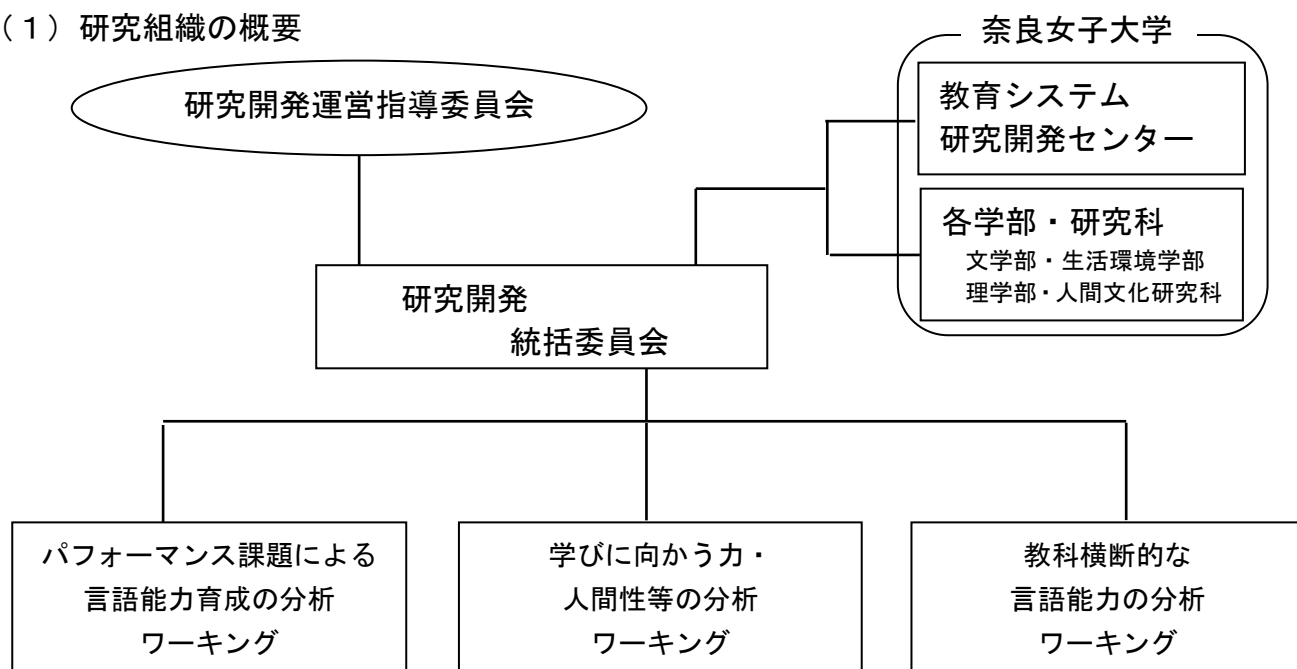 （１）研究組織の概要
奈良女子大学
研究開発運営指導委員会
教育システム
研究開発センター
各学部・研究科
文学部・生活環境学部
理学部・人間文化研究科
研究開発
統括委員会
パフォーマンス課題による
言語能力育成の分析
ワーキング
学びに向かう力・
人間性等の分析
ワーキング
教科横断的な
言語能力の分析
ワーキング